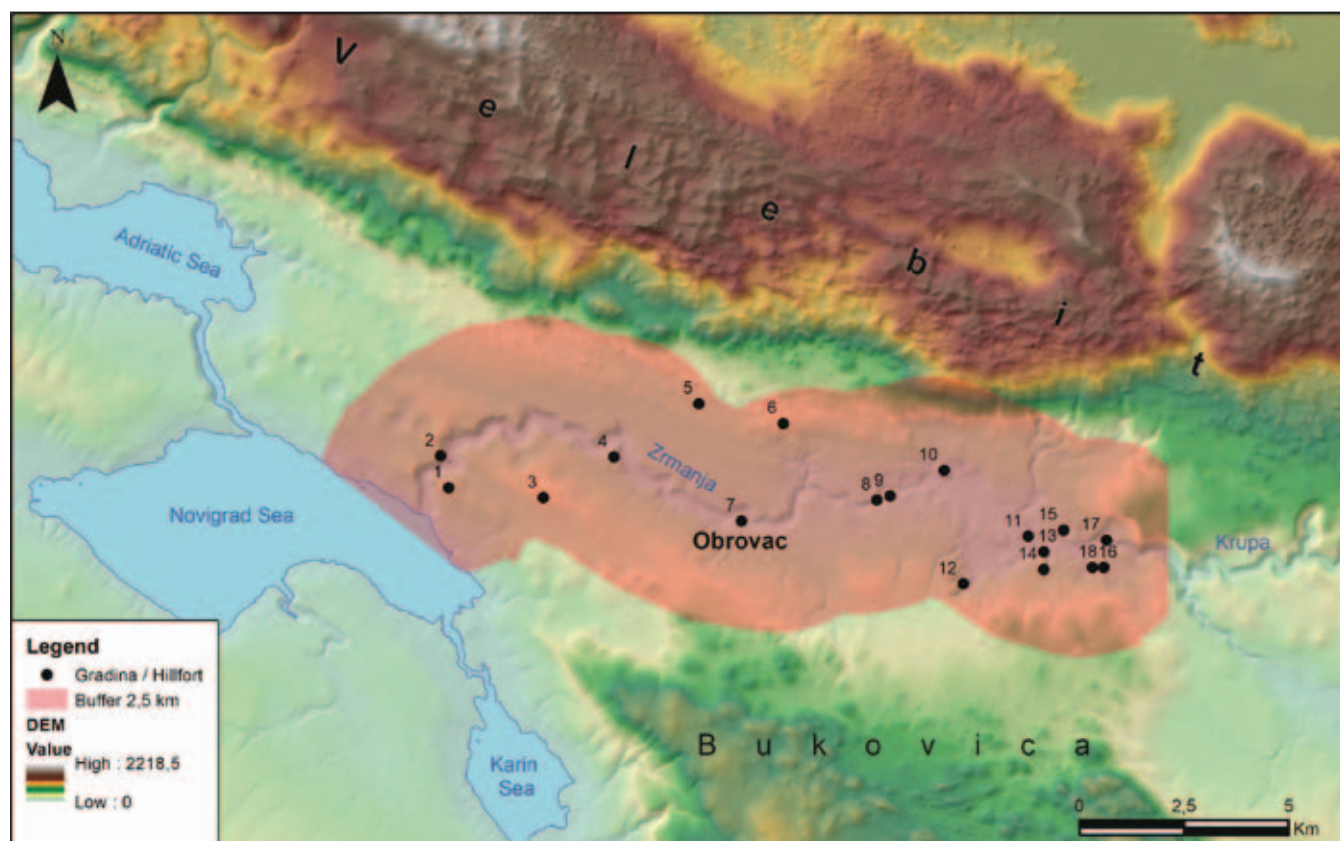 N
V e l e b i t
Adriatic Sea
5
6
2
4
Zrmanja
10
1
3
8 9
Novigrad Sea
7
Obrovac
11 15 17
13
14 18 16
12
Krupa
Karin
Sea
B u k o v i c a
Legend
Gradina / Hillfort
Buffer 2,5 km
DEM
Value
High : 2218,5
Low : 0
0 2,5 5
Km